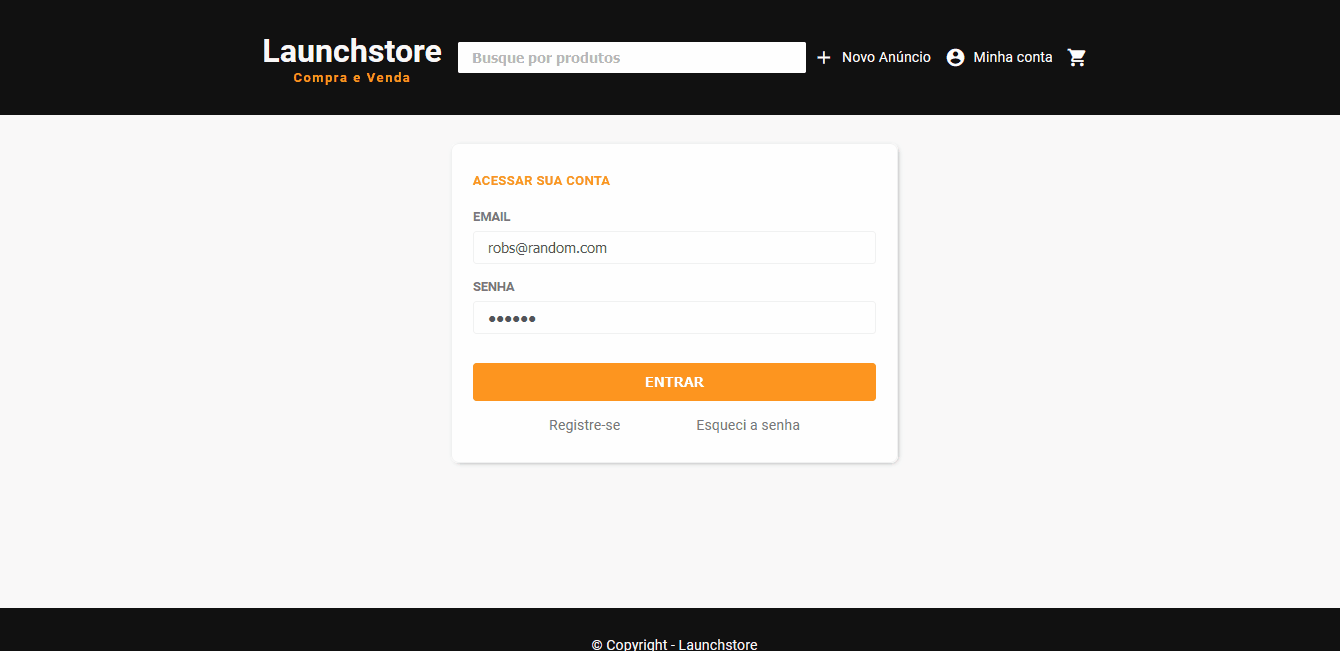 Launchstore
Compra e Venda
Busque por produtos
Novo Anúncio
Minha conta
ACESSAR SUA CONTA
EMAIL
robs@random.com
SENHA
●●●●●●
ENTRAR
Registre-se Esqueci a senha
© Copyright - Launchstore